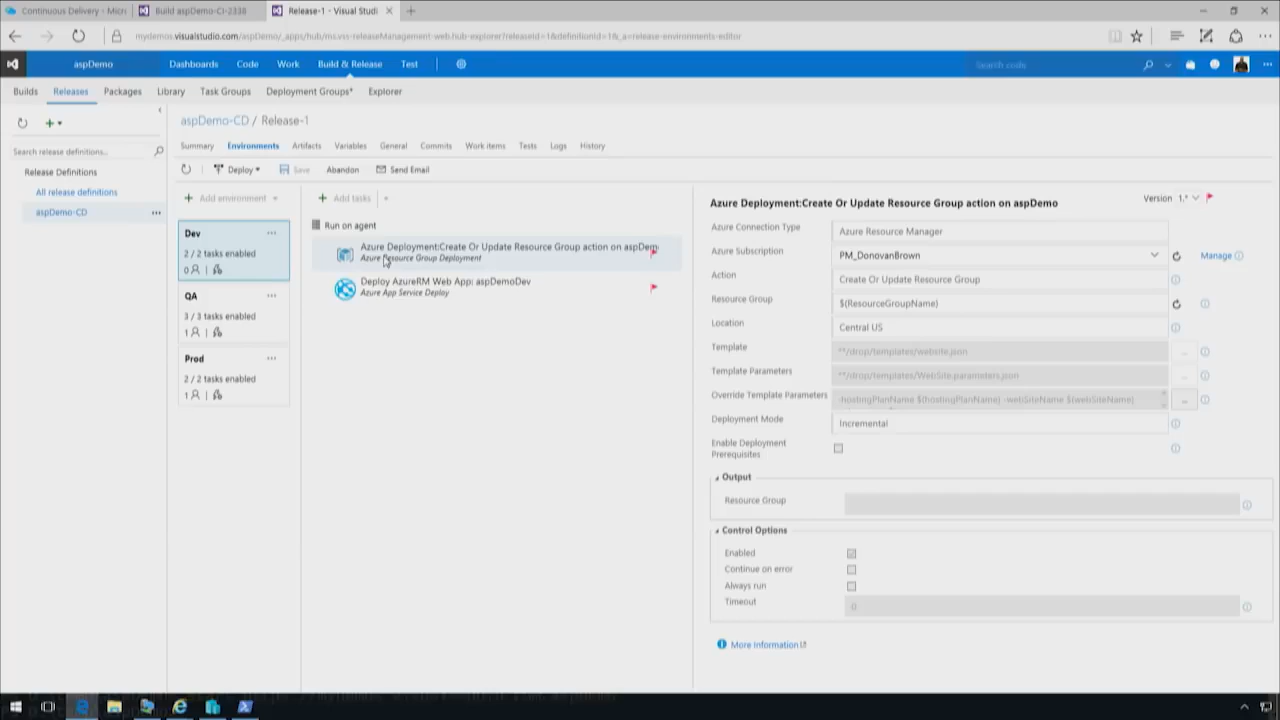 Continuous Delivery - Micr
Build aspDemo-CI-2338
Release-1 - Visual Studi
mydemos.visualstudio.com/aspDemo/_apps/hub/ms.vss-releaseManagement-web.hub-explorer?releaseId=1&definitionId=1&_a=release-environments-editor
aspDemo
Dashboards
Code
Work
Build & Release
Test
Search code
Builds
Releases
Packages
Library
Task Groups
Deployment Groups*
Explorer
aspDemo-CD / Release-1
Summary
Environments
Artifacts
Variables
General
Commits
Work items
Tests
Logs
History
Search release definitions...
Deploy
Save
Abandon
Send Email
Release Definitions
All release definitions
aspDemo-CD
Add environment
Add tasks
Dev
2 / 2 tasks enabled
0
QA
3 / 3 tasks enabled
1
Prod
2 / 2 tasks enabled
1
Run on agent
Azure Deployment:Create Or Update Resource Group action on aspDem
Azure Resource Group Deployment
Deploy AzureRM Web App: aspDemoDev
Azure App Service Deploy
Azure Deployment:Create Or Update Resource Group action on aspDemo
Version 1.*
Azure Connection Type
Azure Resource Manager
Azure Subscription
PM_DonovanBrown
Manage
Action
Create Or Update Resource Group
Resource Group
$(ResourceGroupName)
Location
Central US
Template
**/drop/templates/website.json
Template Parameters
**/drop/templates/WebSite.parameters.json
Override Template Parameters
-hostingPlanName $(hostingPlanName) -webSiteName $(webSiteName)
...
Deployment Mode
Incremental
Enable Deployment
Prerequisites
Output
Resource Group
Control Options
Enabled
Continue on error
Always run
Timeout
0
More Information